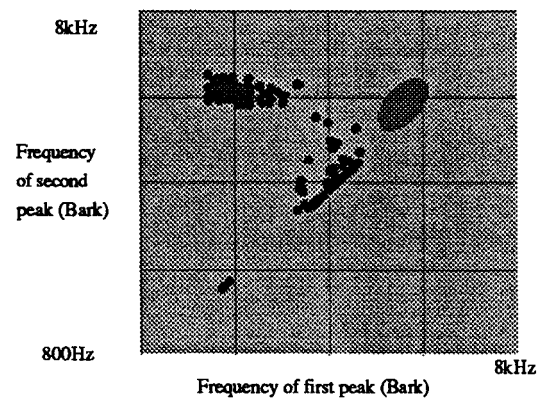 8kHz
Frequency
of second
peak (Bark)
800Hz
8kHz
Frequency of first peak (Bark)